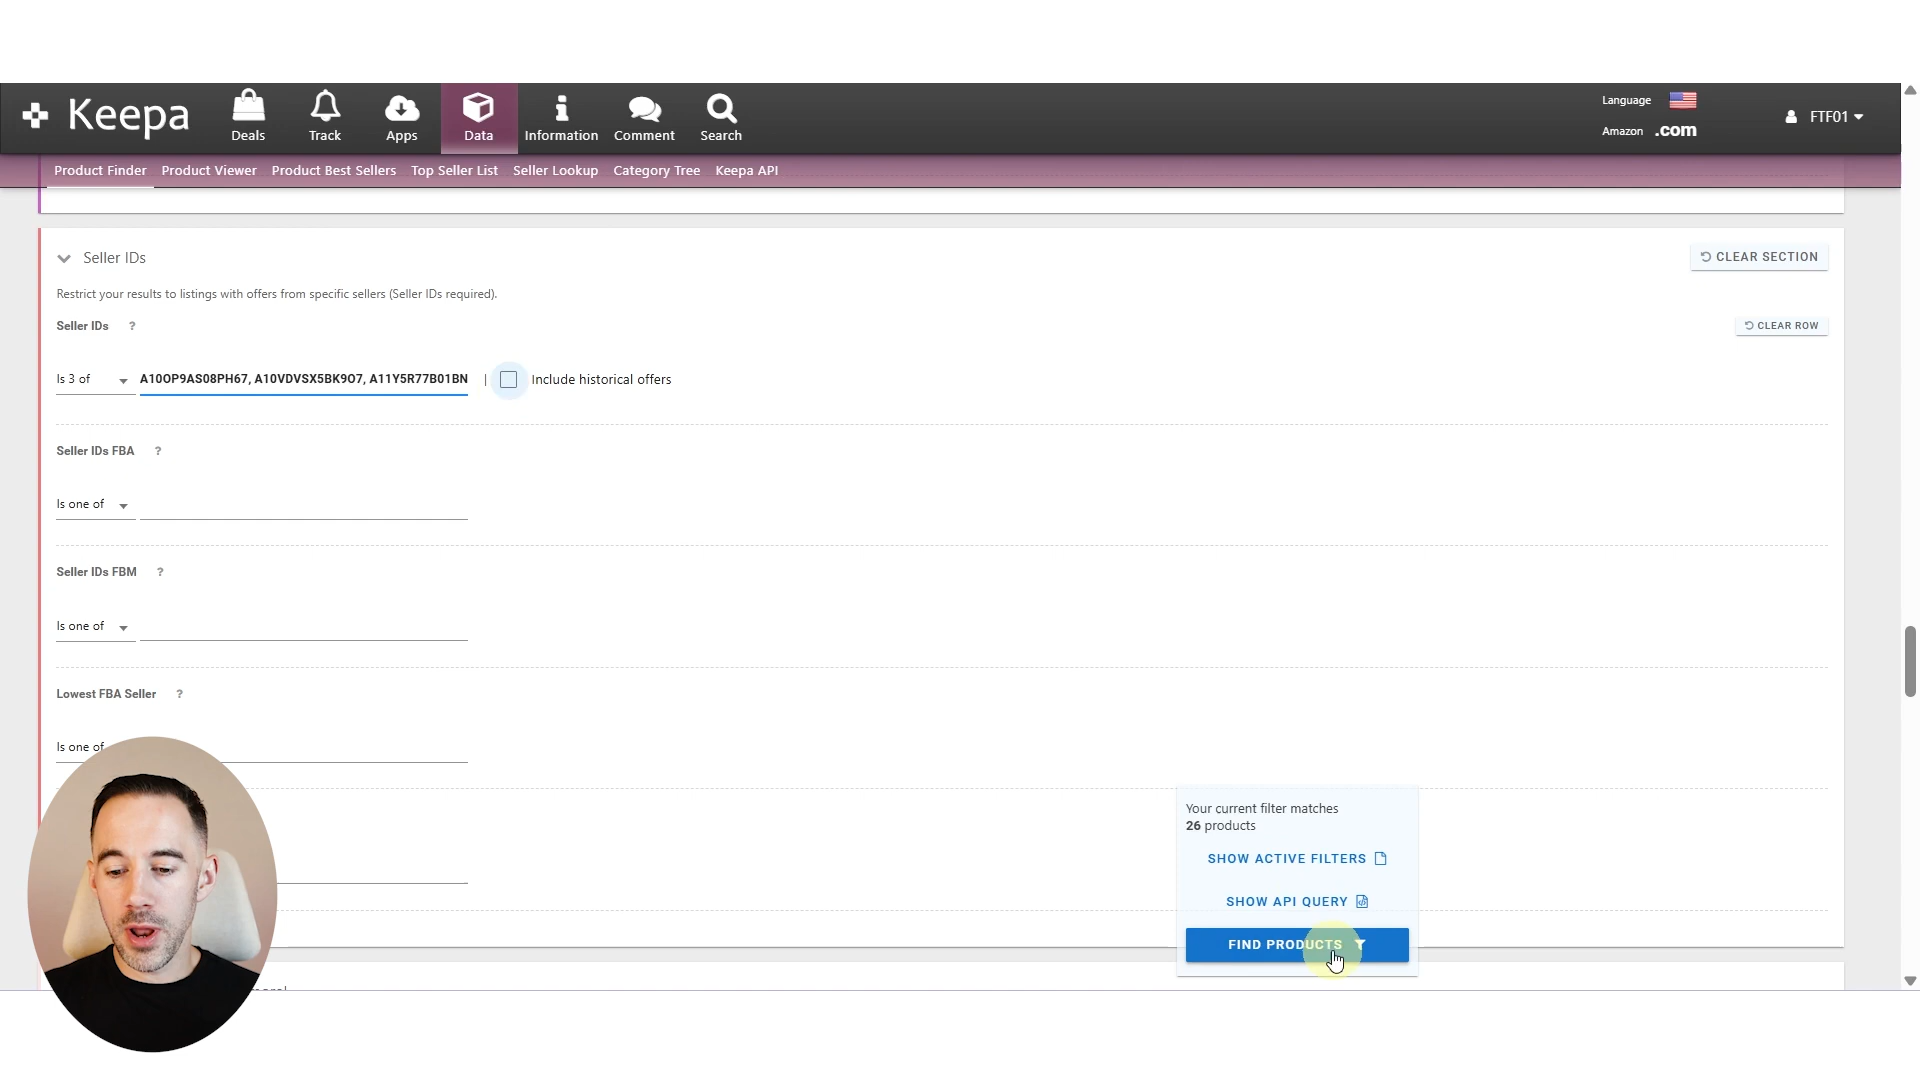 Keepa
Deals
Track
Apps
Data
Information
Comment
Search
Language
Amazon .com
FTF01
Product Finder
Product Viewer
Product Best Sellers
Top Seller List
Seller Lookup
Category Tree
Keepa API
Seller IDs
CLEAR SECTION
Restrict your results to listings with offers from specific sellers (Seller IDs required).
Seller IDs ?
CLEAR ROW
Is 3 of
A10OP9AS08PH67, A10VDVSX5BK9O7, A11Y5R77B01BN
| Include historical offers
Seller IDs FBA ?
Is one of
Seller IDs FBM ?
Is one of
Lowest FBA Seller ?
Is one of
Your current filter matches
26 products
SHOW ACTIVE FILTERS
SHOW API QUERY
FIND PRODUCTS